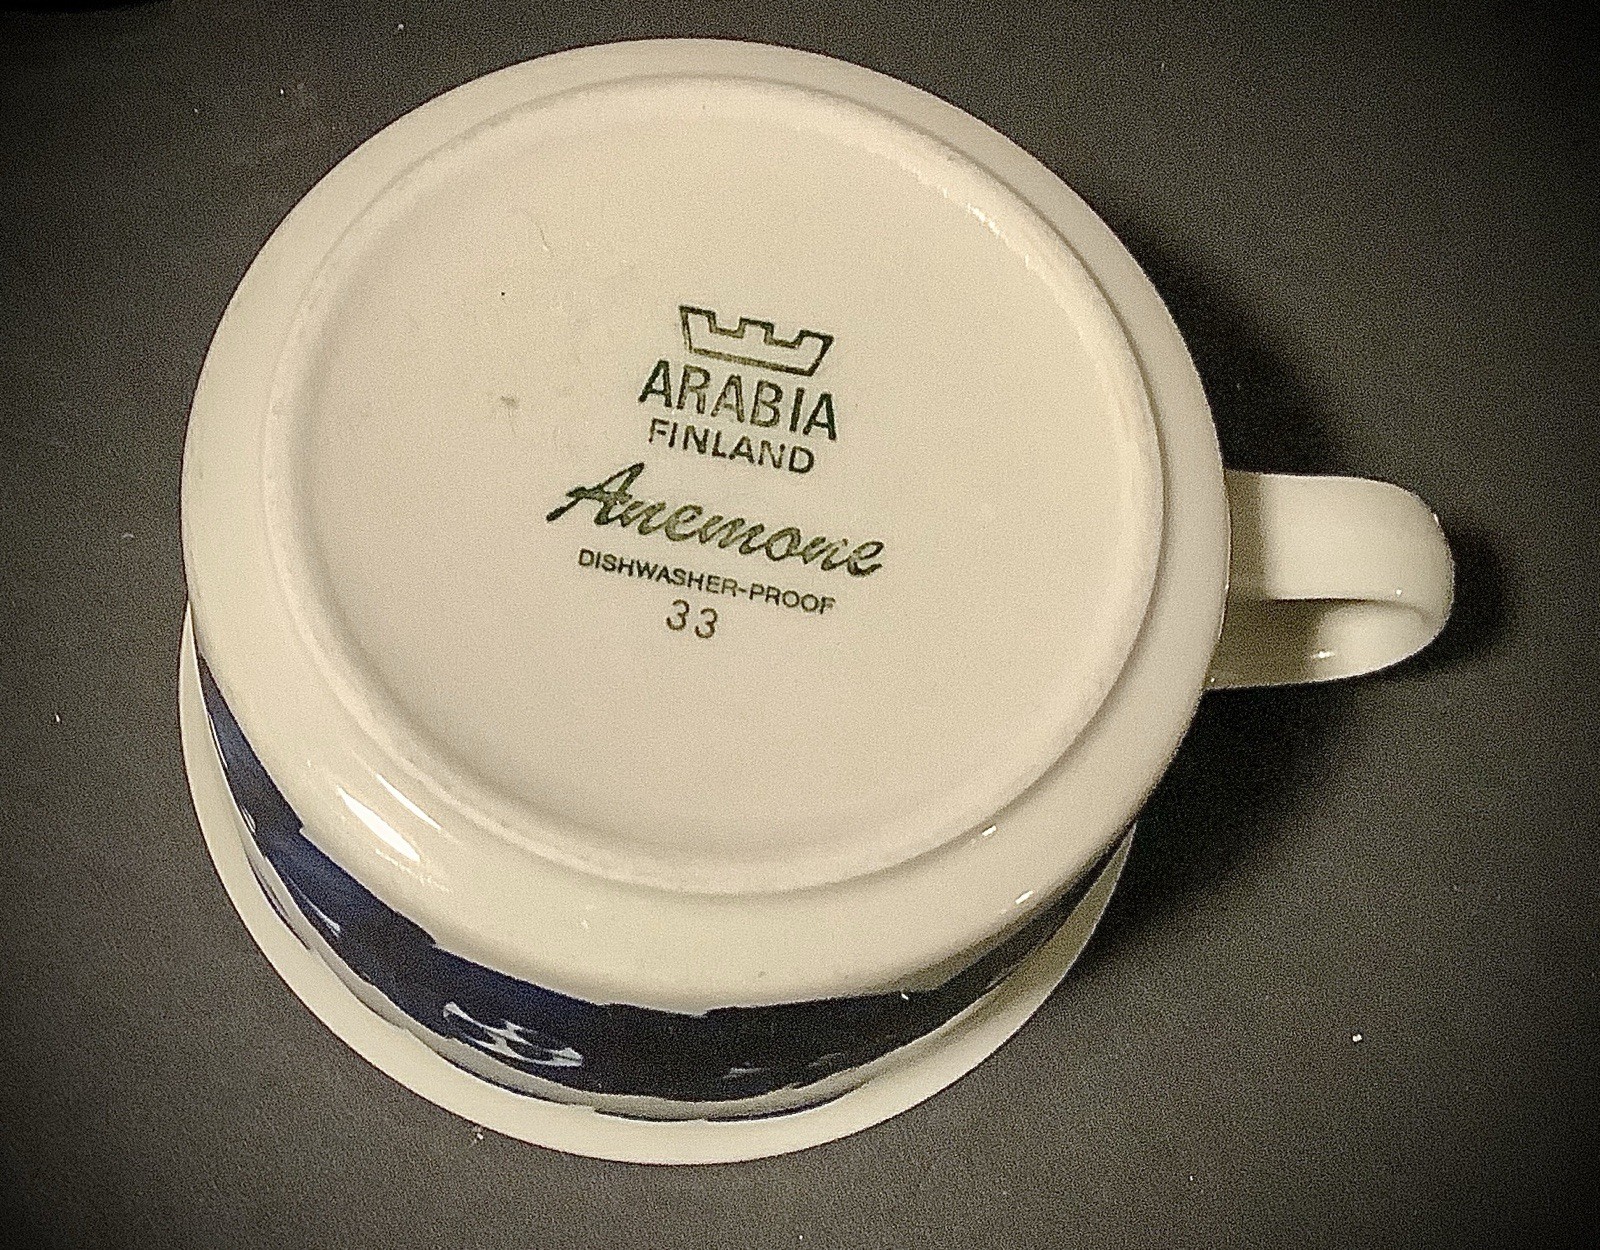 ARABIA
FINLAND
Anemone
DISHWASHER-PROOF
33